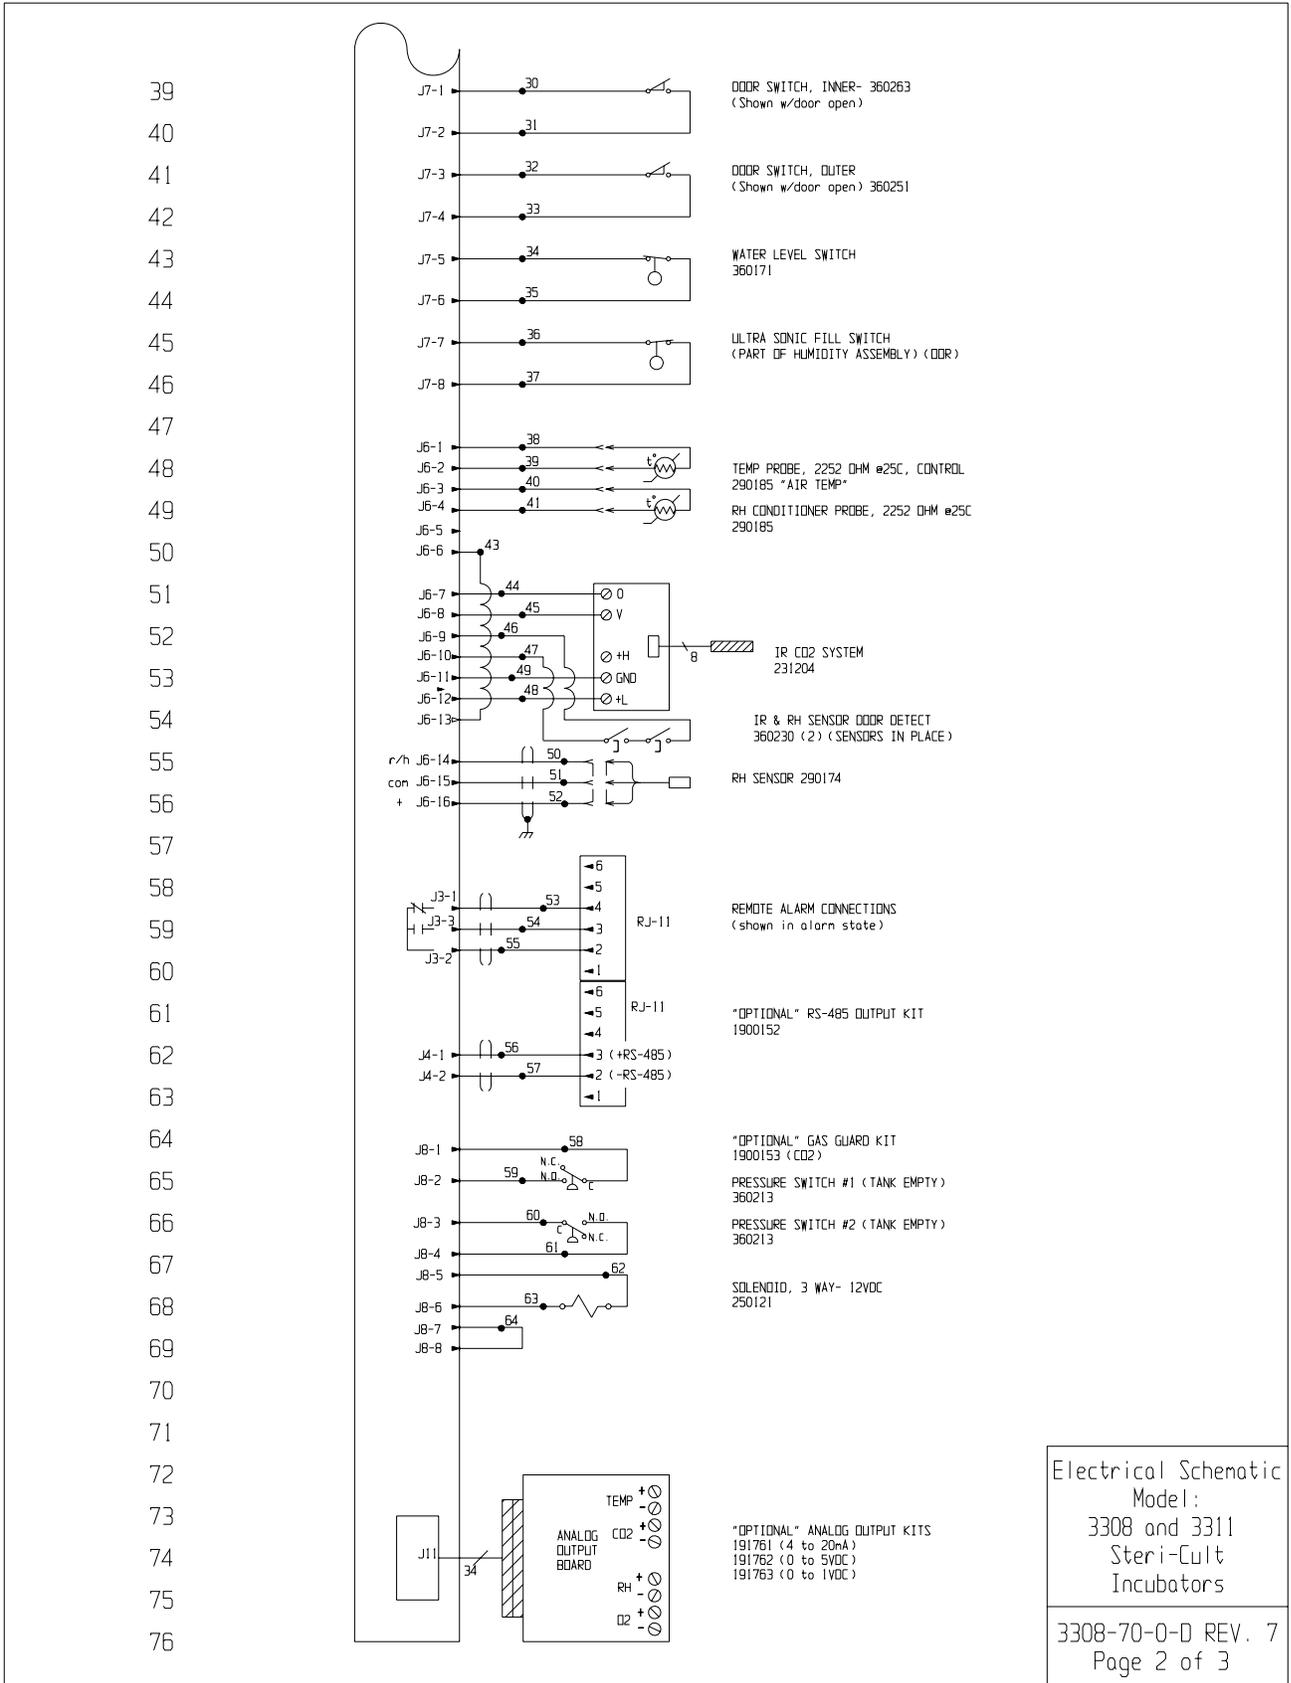 39
J7-1
30
DOOR SWITCH, INNER- 360263
(Shown w/door open)
40
J7-2
31
41
J7-3
32
DOOR SWITCH, OUTER
(Shown w/door open) 360251
42
J7-4
33
43
J7-5
34
WATER LEVEL SWITCH
360171
44
J7-6
35
45
J7-7
36
ULTRA SONIC FILL SWITCH
(PART OF HUMIDITY ASSEMBLY) (OOR)
46
J7-8
37
47
J6-1
38
48
J6-2
39
t°
TEMP PROBE, 2252 OHM @25C, CONTROL
290185 "AIR TEMP"
J6-3
40
49
J6-4
41
t°
RH CONDITIONER PROBE, 2252 OHM @25C
290185
J6-5
50
J6-6
43
51
J6-7
44
O
J6-8
45
V
52
J6-9
46
J6-10
47
+H
8
IR CO2 SYSTEM
231204
53
J6-11
49
GND
J6-12
48
+L
54
J6-13
IR & RH SENSOR DOOR DETECT
360230 (2) (SENSORS IN PLACE)
55
r/h J6-14
50
com J6-15
51
RH SENSOR 290174
56
+ J6-16
52
57
6
58
5
J3-1
53
4
REMOTE ALARM CONNECTIONS
(shown in alarm state)
59
J3-3
54
3
RJ-11
J3-2
55
2
60
1
6
61
5
RJ-11
"OPTIONAL" RS-485 OUTPUT KIT
1900152
4
62
J4-1
56
3 (+RS-485)
J4-2
57
2 (-RS-485)
63
1
64
J8-1
58
"OPTIONAL" GAS GUARD KIT
1900153 (CO2)
65
J8-2
59
N.C.
N.O.
C
PRESSURE SWITCH #1 (TANK EMPTY)
360213
66
J8-3
60
N.O.
C
N.C.
PRESSURE SWITCH #2 (TANK EMPTY)
360213
J8-4
61
67
J8-5
62
SOLENOID, 3 WAY- 12VDC
250121
68
J8-6
63
J8-7
64
69
J8-8
70
71
72
73
TEMP + -
CO2 + -
74
J11
34
ANALOG
OUTPUT
BOARD
"OPTIONAL" ANALOG OUTPUT KITS
191761 (4 to 20mA)
191762 (0 to 5VDC)
191763 (0 to 1VDC)
75
RH + -
O2 + -
76
Electrical Schematic
Model:
3308 and 3311
Steri-Cult
Incubators
3308-70-0-D REV. 7
Page 2 of 3